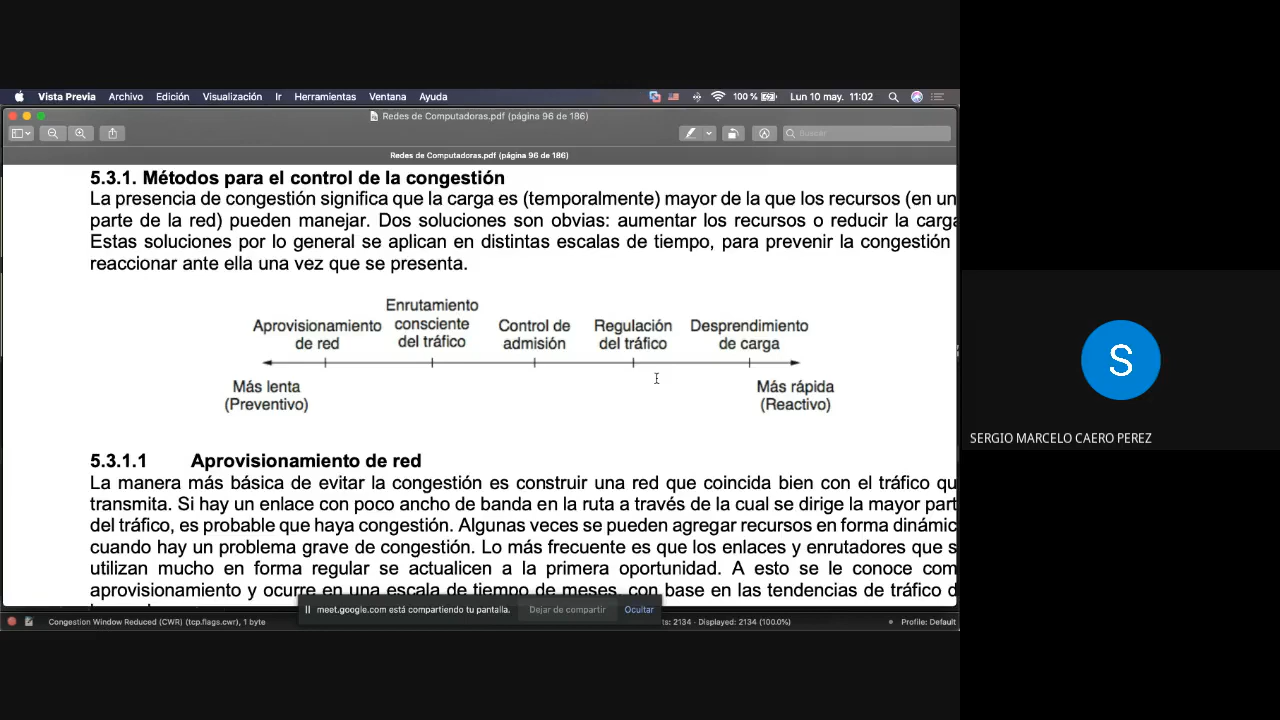 Vista Previa Archivo Edición Visualización Ir Herramientas Ventana Ayuda 100 % Lun 10 may. 11:02
Redes de Computadoras.pdf (página 96 de 186)
Buscar
Redes de Computadoras.pdf (página 96 de 186)
5.3.1. Métodos para el control de la congestión
La presencia de congestión significa que la carga es (temporalmente) mayor de la que los recursos (en un
parte de la red) pueden manejar. Dos soluciones son obvias: aumentar los recursos o reducir la carga
Estas soluciones por lo general se aplican en distintas escalas de tiempo, para prevenir la congestión
reaccionar ante ella una vez que se presenta.
Aprovisionamiento
de red
Enrutamiento
consciente
del tráfico
Control de
admisión
Regulación
del tráfico
Desprendimiento
de carga
Más lenta
(Preventivo)
Más rápida
(Reactivo)
5.3.1.1 Aprovisionamiento de red
La manera más básica de evitar la congestión es construir una red que coincida bien con el tráfico qu
transmita. Si hay un enlace con poco ancho de banda en la ruta a través de la cual se dirige la mayor part
del tráfico, es probable que haya congestión. Algunas veces se pueden agregar recursos en forma dinámic
cuando hay un problema grave de congestión. Lo más frecuente es que los enlaces y enrutadores que s
utilizan mucho en forma regular se actualicen a la primera oportunidad. A esto se le conoce com
aprovisionamiento y ocurre en una escala de tiempo de meses, con base en las tendencias de tráfico d
meet.google.com está compartiendo tu pantalla. Dejar de compartir Ocultar
Congestion Window Reduced (CWR) (tcp.flags.cwr), 1 byte
ts: 2134 · Displayed: 2134 (100.0%)
Profile: Default
S
SERGIO MARCELO CAERO PEREZ